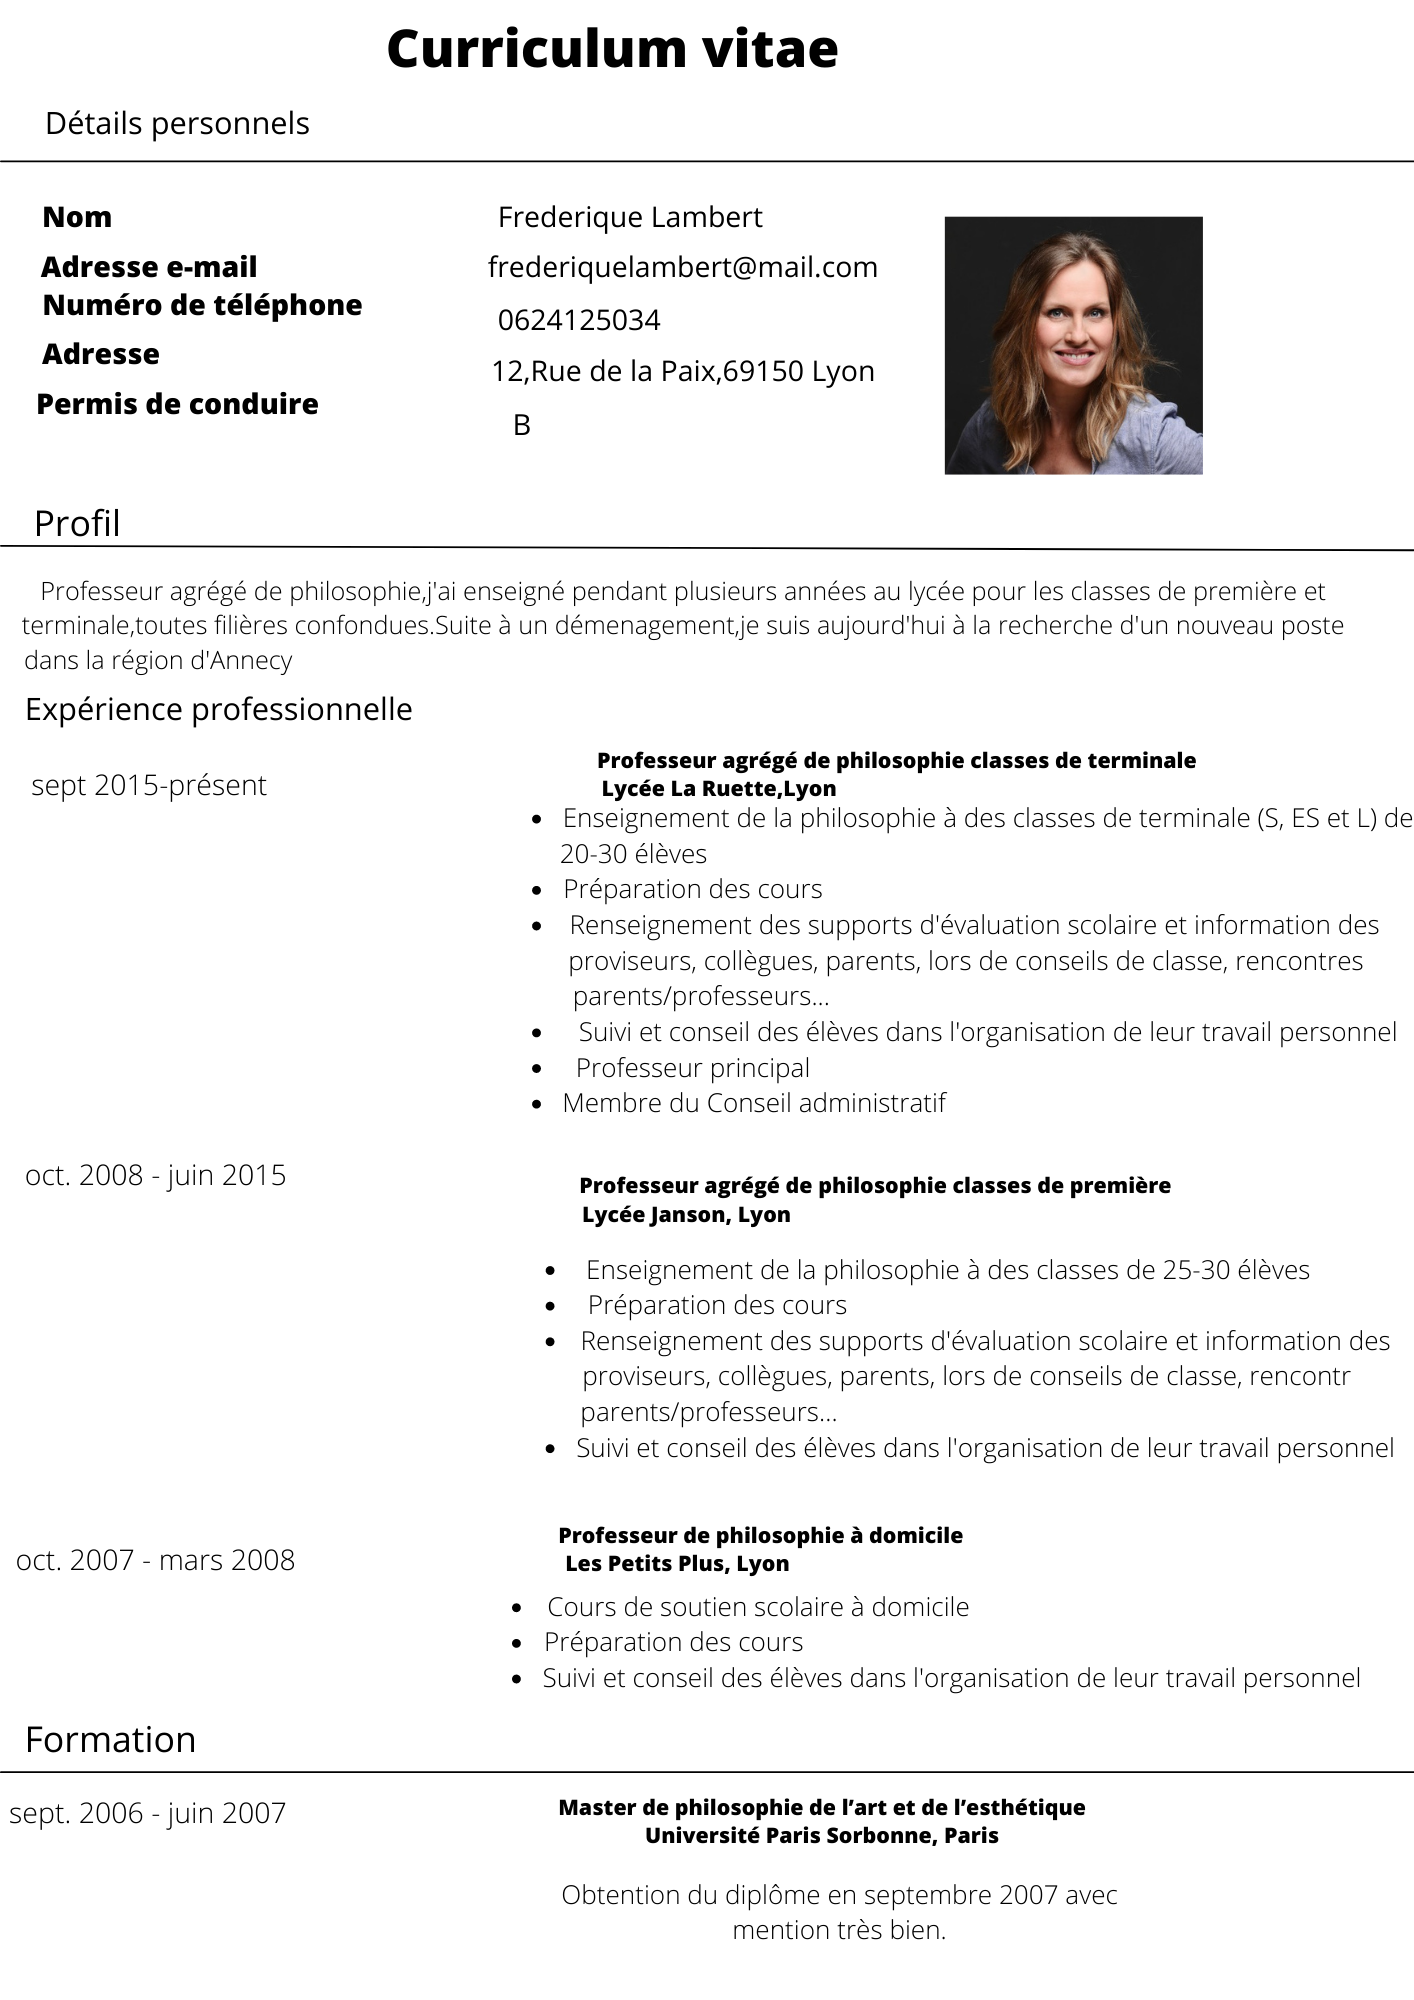 Curriculum vitae
Détails personnels
Nom
Frederique Lambert
Adresse e-mail
frederiquelambert@mail.com
Numéro de téléphone
0624125034
Adresse
12,Rue de la Paix,69150 Lyon
Permis de conduire
B
Profil
Professeur agrégé de philosophie,j'ai enseigné pendant plusieurs années au lycée pour les classes de première et
terminale,toutes filières confondues.Suite à un démenagement,je suis aujourd'hui à la recherche d'un nouveau poste
dans la région d'Annecy
Expérience professionnelle
sept 2015-présent
Professeur agrégé de philosophie classes de terminale
Lycée La Ruette,Lyon
• Enseignement de la philosophie à des classes de terminale (S, ES et L) de
20-30 élèves
• Préparation des cours
• Renseignement des supports d'évaluation scolaire et information des
proviseurs, collègues, parents, lors de conseils de classe, rencontres
parents/professeurs...
• Suivi et conseil des élèves dans l'organisation de leur travail personnel
• Professeur principal
• Membre du Conseil administratif
oct. 2008 - juin 2015
Professeur agrégé de philosophie classes de première
Lycée Janson, Lyon
• Enseignement de la philosophie à des classes de 25-30 élèves
• Préparation des cours
• Renseignement des supports d'évaluation scolaire et information des
proviseurs, collègues, parents, lors de conseils de classe, rencontr
parents/professeurs...
• Suivi et conseil des élèves dans l'organisation de leur travail personnel
oct. 2007 - mars 2008
Professeur de philosophie à domicile
Les Petits Plus, Lyon
• Cours de soutien scolaire à domicile
• Préparation des cours
• Suivi et conseil des élèves dans l'organisation de leur travail personnel
Formation
sept. 2006 - juin 2007
Master de philosophie de l’art et de l’esthétique
Université Paris Sorbonne, Paris
Obtention du diplôme en septembre 2007 avec
mention très bien.